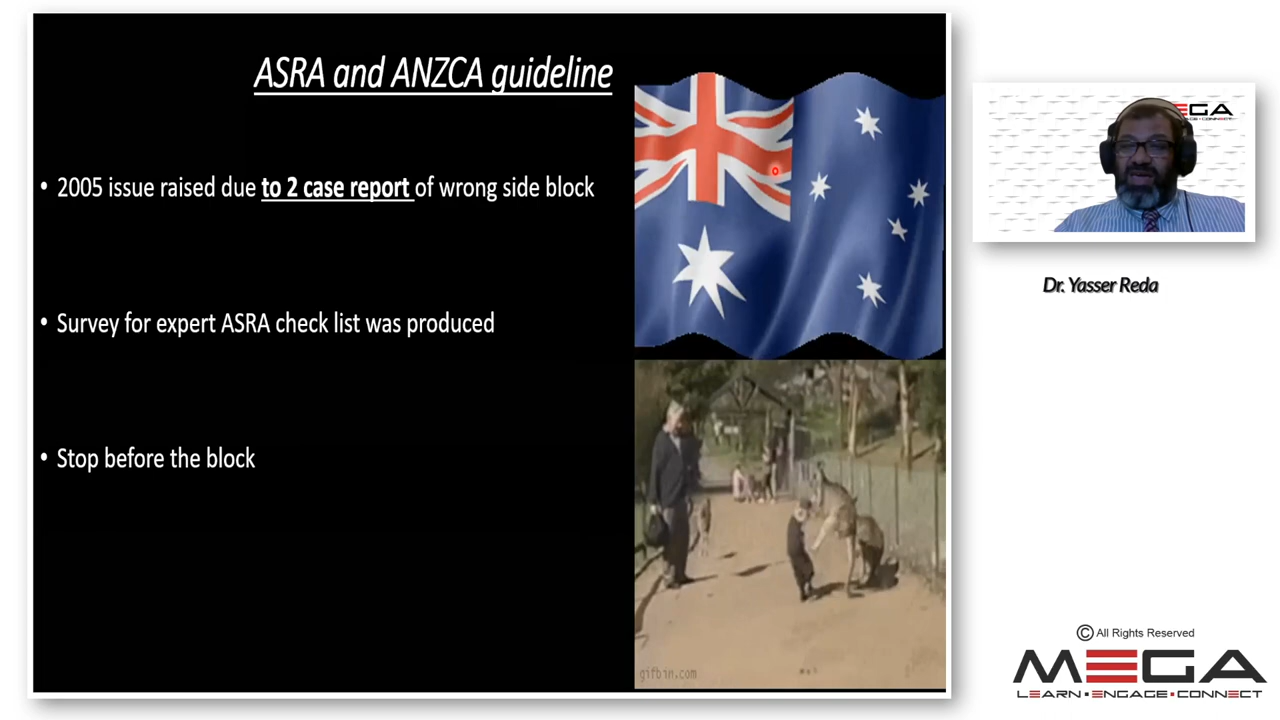 ASRA and ANZCA guideline
• 2005 issue raised due to 2 case report of wrong side block
• Survey for expert ASRA check list was produced
• Stop before the block
gifbin.com
EGA
Dr. Yasser Reda
© All Rights Reserved
MEGA
LEARN • ENGAGE • CONNECT